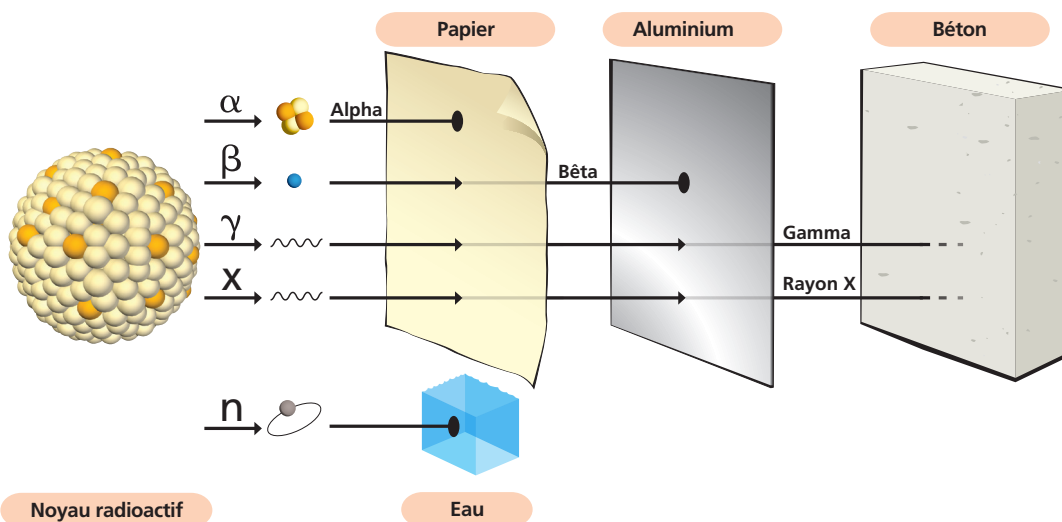 Papier
Aluminium
Béton
α
Alpha
β
Bêta
γ
Gamma
X
Rayon X
n
Noyau radioactif
Eau